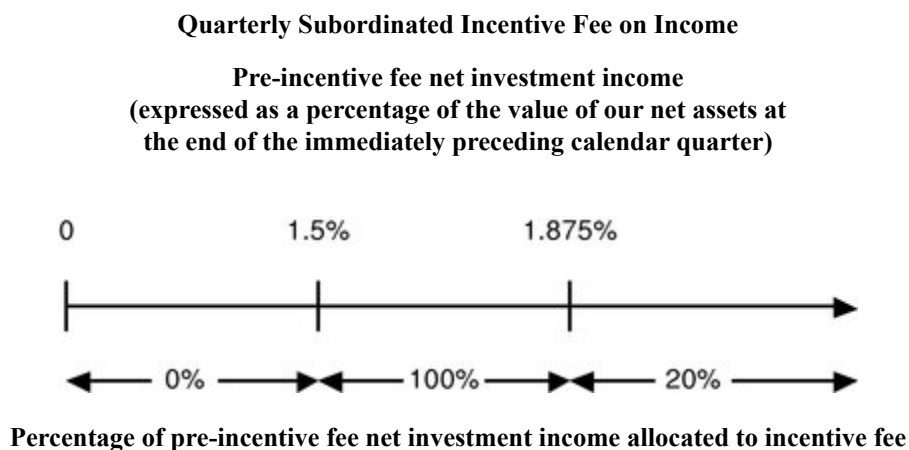 Quarterly Subordinated Incentive Fee on Income
Pre-incentive fee net investment income
(expressed as a percentage of the value of our net assets at
the end of the immediately preceding calendar quarter)
0 1.5% 1.875%
0% 100% 20%
Percentage of pre-incentive fee net investment income allocated to incentive fee